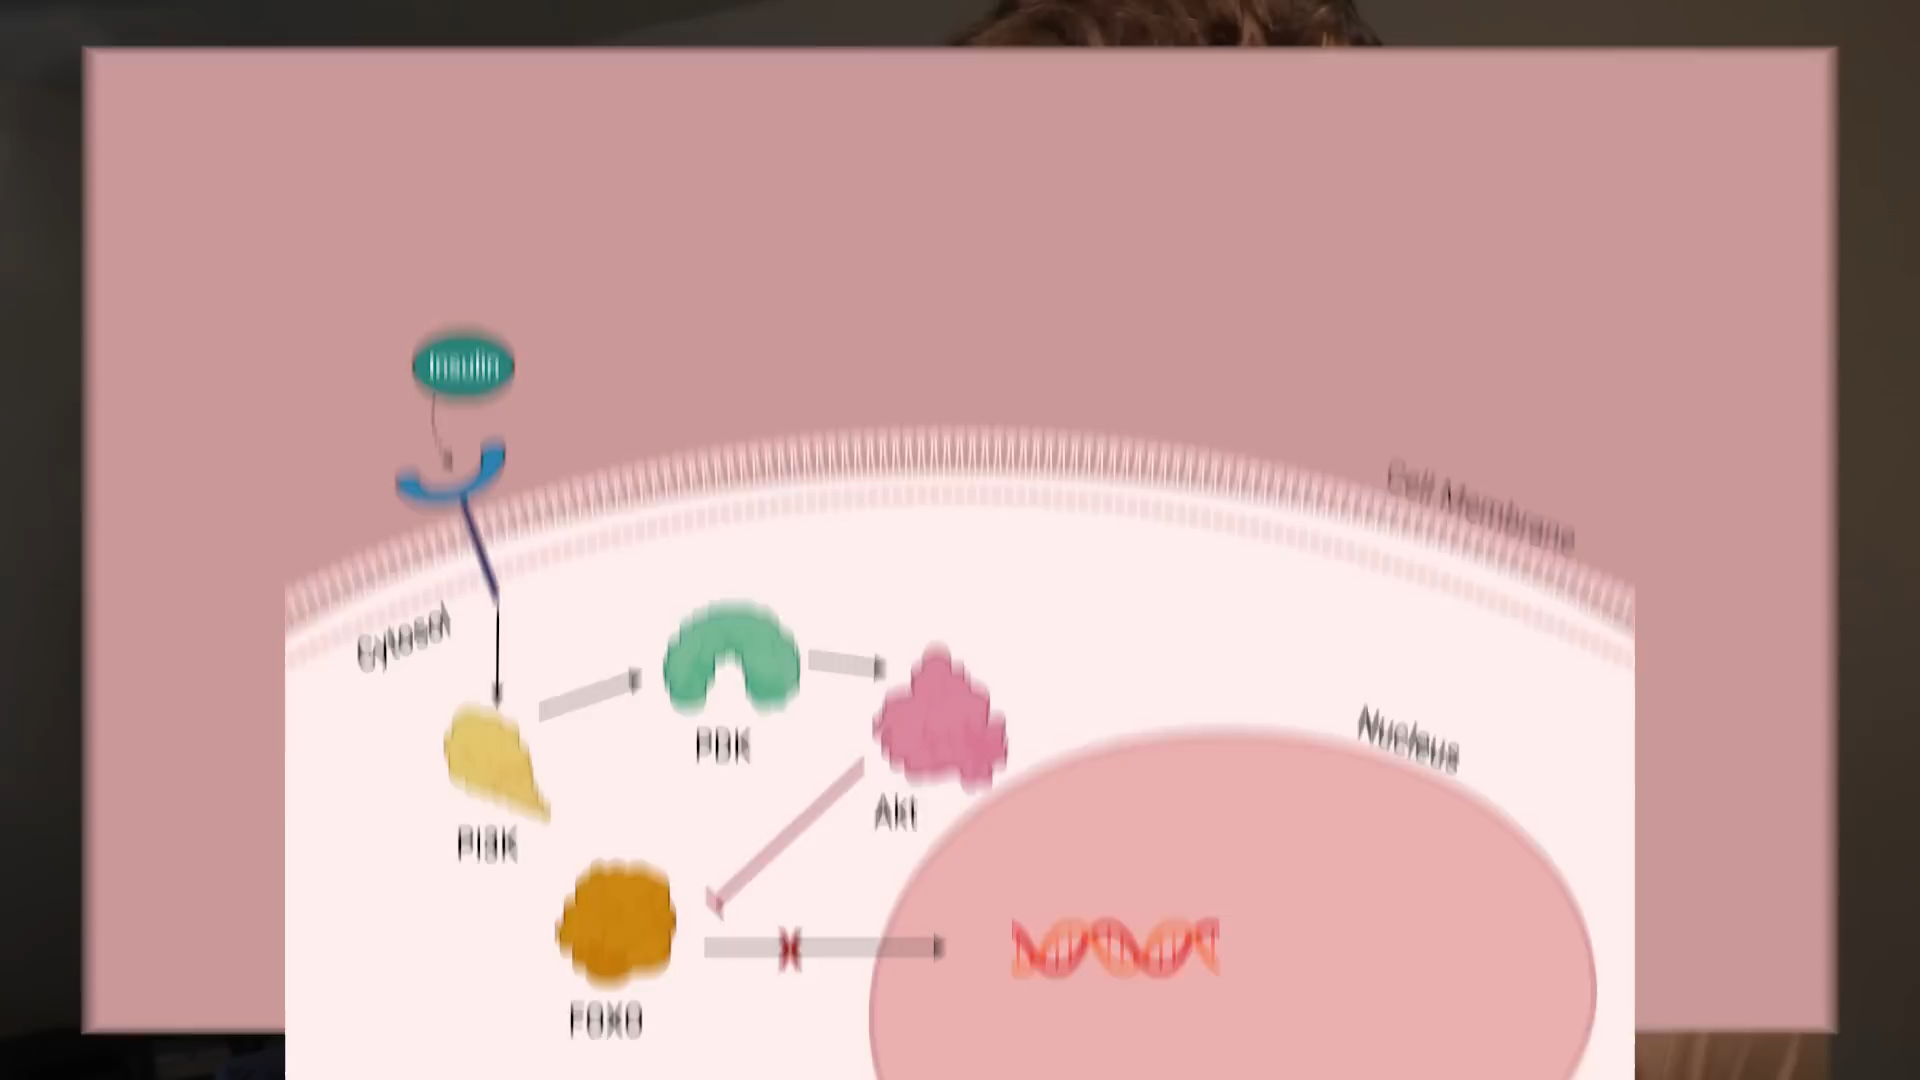 Insulin
Cell Membrane
Cytosol
Nucleus
PDK
Akt
PI3K
FOXO